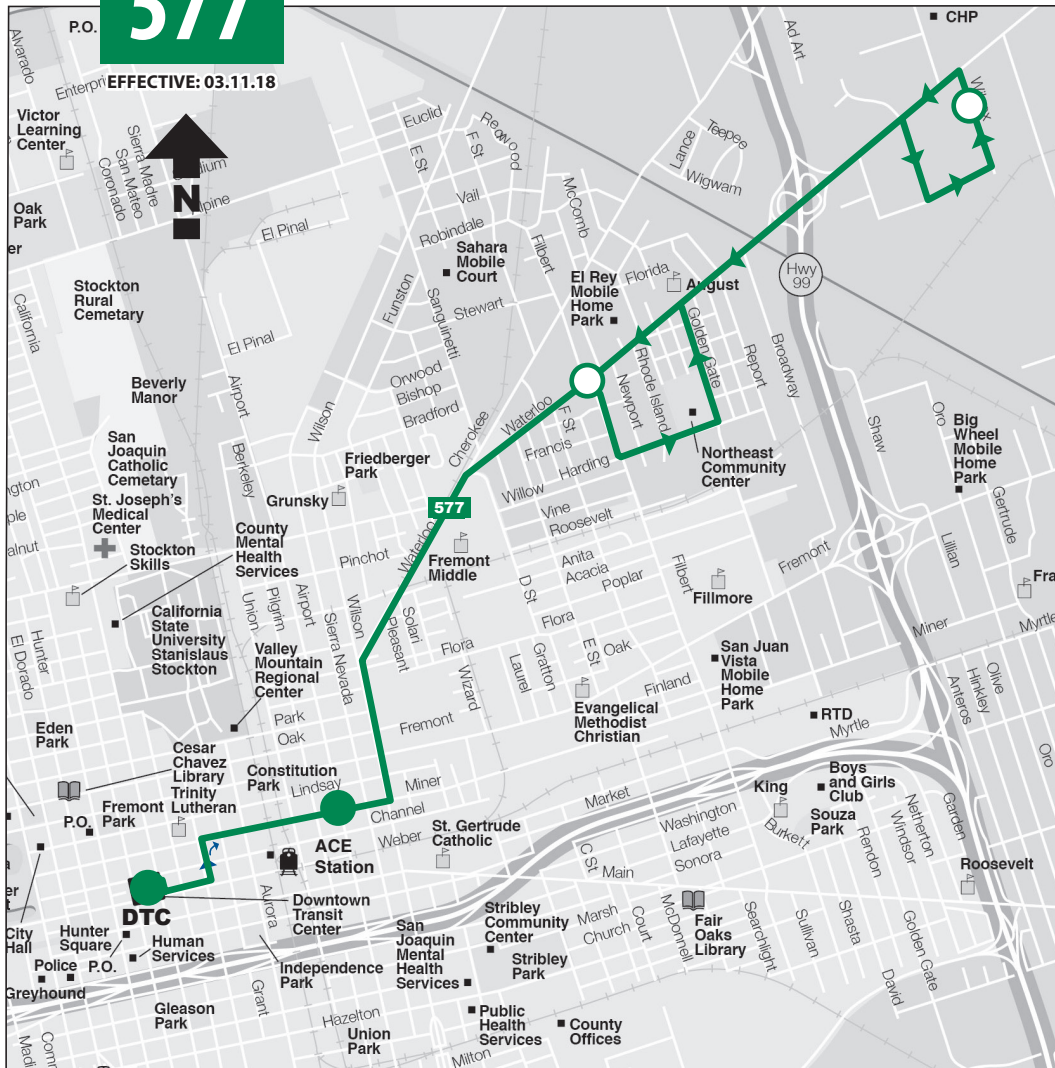 577
EFFECTIVE: 03.11.18
P.O.
CHP
Alvarado
Enterpri
Ad Art
Victor
Learning
Center
Sierra Madre
San Mateo
Coronado
Alpine
N
Euclid
E St
F St
Redwood
Lance
Teepee
Wigwam
Oak
Park
er
El Pinal
Vail
Robindale
McComb
Filbert
Sahara
Mobile
Court
Funston
Sanguinetti
Stewart
El Rey
Mobile
Home
Park
Florida
August
Hwy
99
Stockton
Rural
Cemetary
California
El Pinal
Golden Gate
Rhode Island
Newport
Report
Broadway
Beverly
Manor
Airport
Orwood
Bishop
Bradford
Wilson
Waterloo
F St
Cherokee
Francis
Harding
Shaw
Oro
Big
Wheel
Mobile
Home
Park
San
Joaquin
Catholic
Cemetary
Berkeley
Friedberger
Park
Grunsky
Northeast
Community
Center
ngton
ple
alnut
St. Joseph's
Medical
Center
577
Willow
Vine
Roosevelt
Gertrude
Stockton
Skills
County
Mental
Health
Services
Pinchot
Waterloo
Fremont
Middle
Anita
Acacia
Poplar
Filbert
Fremont
Lillian
Fillmore
Fra
California
State
University
Stanislaus
Stockton
Union
Pilgrim
Airport
Sierra Nevada
Wilson
Solari
Pleasant
D St
Flora
Miner
Myrtle
Hunter
El Dorado
Valley
Mountain
Regional
Center
Flora
Wizard
Laurel
Gratton
E St
Oak
Finland
San Juan
Vista
Mobile
Home
Park
Olive
Hinkley
Anteros
Evangelical
Methodist
Christian
RTD
Myrtle
Park
Oak
Fremont
Eden
Park
Cesar
Chavez
Library
Trinity
Lutheran
Constitution
Park
Lindsay
Miner
Channel
Weber
Market
King
Boys
and Girls
Club
Souza
Park
Oro
P.O.
Fremont
Park
ACE
Station
St. Gertrude
Catholic
Washington
Lafayette
Sonora
Burkett
Rendon
Netherton
Windsor
Garden
C St
Main
Roosevelt
DTC
Aurora
Downtown
Transit
Center
City
Hall
Hunter
Square
P.O.
Human
Services
Police
Greyhound
Gleason
Park
Independence
Park
Grant
San
Joaquin
Mental
Health
Services
Stribley
Community
Center
Stribley
Park
Marsh
Church
Court
McDonnell
Fair
Oaks
Library
Searchlight
Sullivan
Shasta
Golden Gate
David
Hazelton
Union
Park
Public
Health
Services
County
Offices
Milton
Madi
Com